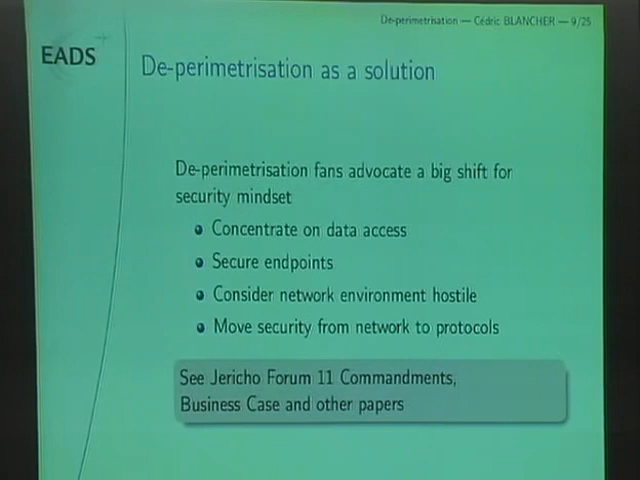 De-perimetrisation — Cédric BLANCHER — 9/25
EADS
De-perimetrisation as a solution
De-perimetrisation fans advocate a big shift for
security mindset
Concentrate on data access
Secure endpoints
Consider network environment hostile
Move security from network to protocols
See Jericho Forum 11 Commandments,
Business Case and other papers